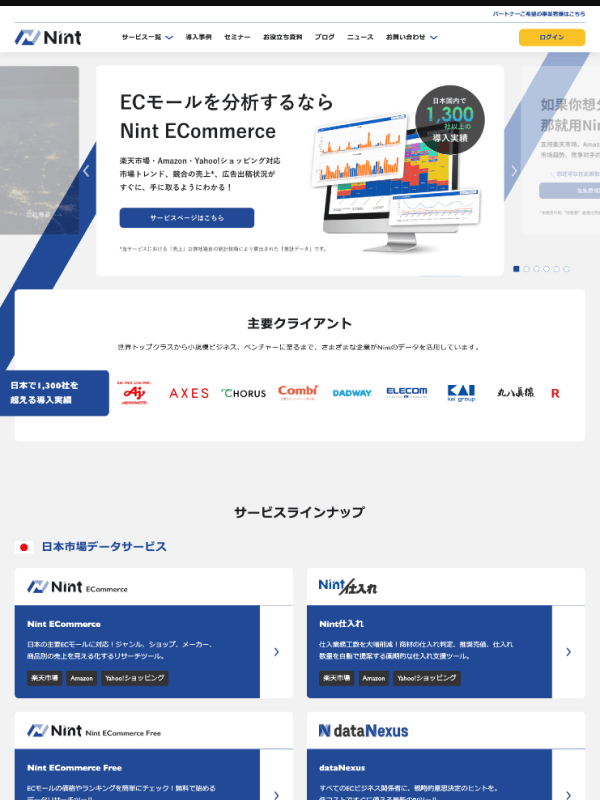 パートナーご希望の事業者様はこちら
Nint
サービス一覧 導入事例 セミナー お役立ち資料 ブログ ニュース お問い合わせ ログイン
ECモールを分析するなら
Nint ECommerce
楽天市場・Amazon・Yahoo!ショッピング対応
市場トレンド、競合の売上*、広告出稿状況が
すぐに、手に取るようにわかる！
サービスページはこちら
*当サービスにおける「売上」は弊社独自の統計技術により算出された「推計データ」です。
日本国内で
1,300
社以上の
導入実績
如果你想分
那就用Nin
主要クライアント
世界トップクラスから小規模ビジネス、ベンチャーに至るまで、さまざまな企業がNintのデータを活用しています。
日本で1,300社を
超える導入実績
Eat Well, Live Well.
Aj
AJINOMOTO
AXES
CHORUS
Combi
DADWAY
ELECOM
KAI
kai group
丸八真綿
R
サービスラインナップ
日本市場データサービス
Nint ECommerce
Nint ECommerce
日本の主要ECモールに対応！ジャンル、ショップ、メーカー、
商品別の売上を見える化するリサーチツール。
楽天市場 Amazon Yahoo!ショッピング
Nint仕入れ
Nint仕入れ
仕入業務工数を大幅削減！商材の仕入れ判定、推奨売価、仕入れ
数量を自動で提案する画期的な仕入れ支援ツール。
楽天市場 Amazon Yahoo!ショッピング
Nint Nint ECommerce Free
Nint ECommerce Free
ECモールの価格やランキングを簡単にチェック！無料で始める
データリサーチツール
dataNexus
dataNexus
すべてのECビジネス関係者に、戦略的意思決定のヒントを。